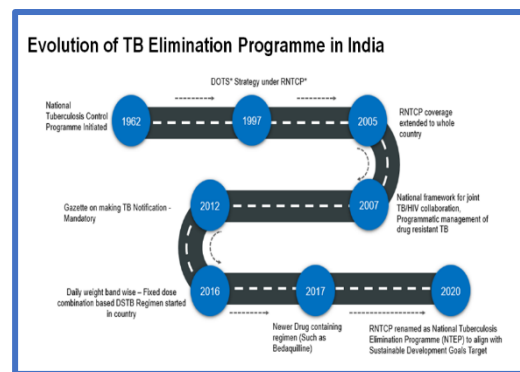 Evolution of TB Elimination Programme in India
DOTS* Strategy under RNTCP*
National
Tuberculosis Control
Programme Initiated
1962
1997
2005
RNTCP coverage
extended to whole
country
Gazette on making TB Notification -
Mandatory
2012
2007
National framework for joint
TB/HIV collaboration,
Programmatic management of
drug resistant TB
Daily weight band wise – Fixed dose
combination based DSTB Regimen started
in country
2016
2017
2020
Newer Drug containing
regimen (Such as
Bedaquilline)
RNTCP renamed as National Tuberculosis
Elimination Programme (NTEP) to align with
Sustainable Development Goals Target